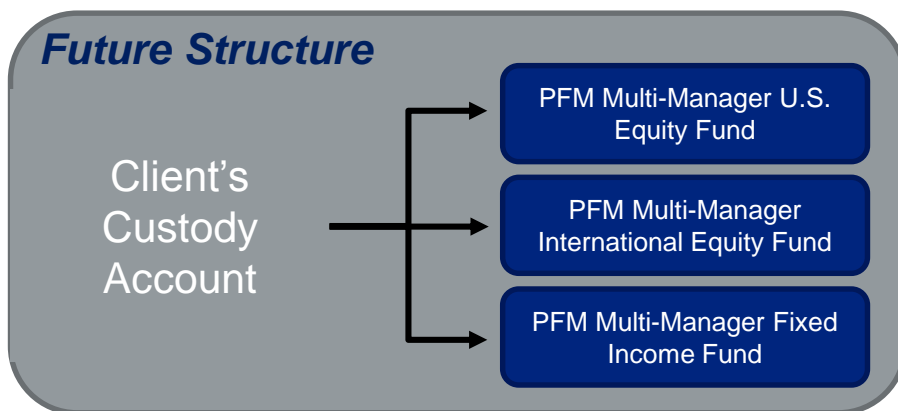 Future Structure
Client's
Custody
Account
PFM Multi-Manager U.S.
Equity Fund
PFM Multi-Manager
International Equity Fund
PFM Multi-Manager Fixed
Income Fund